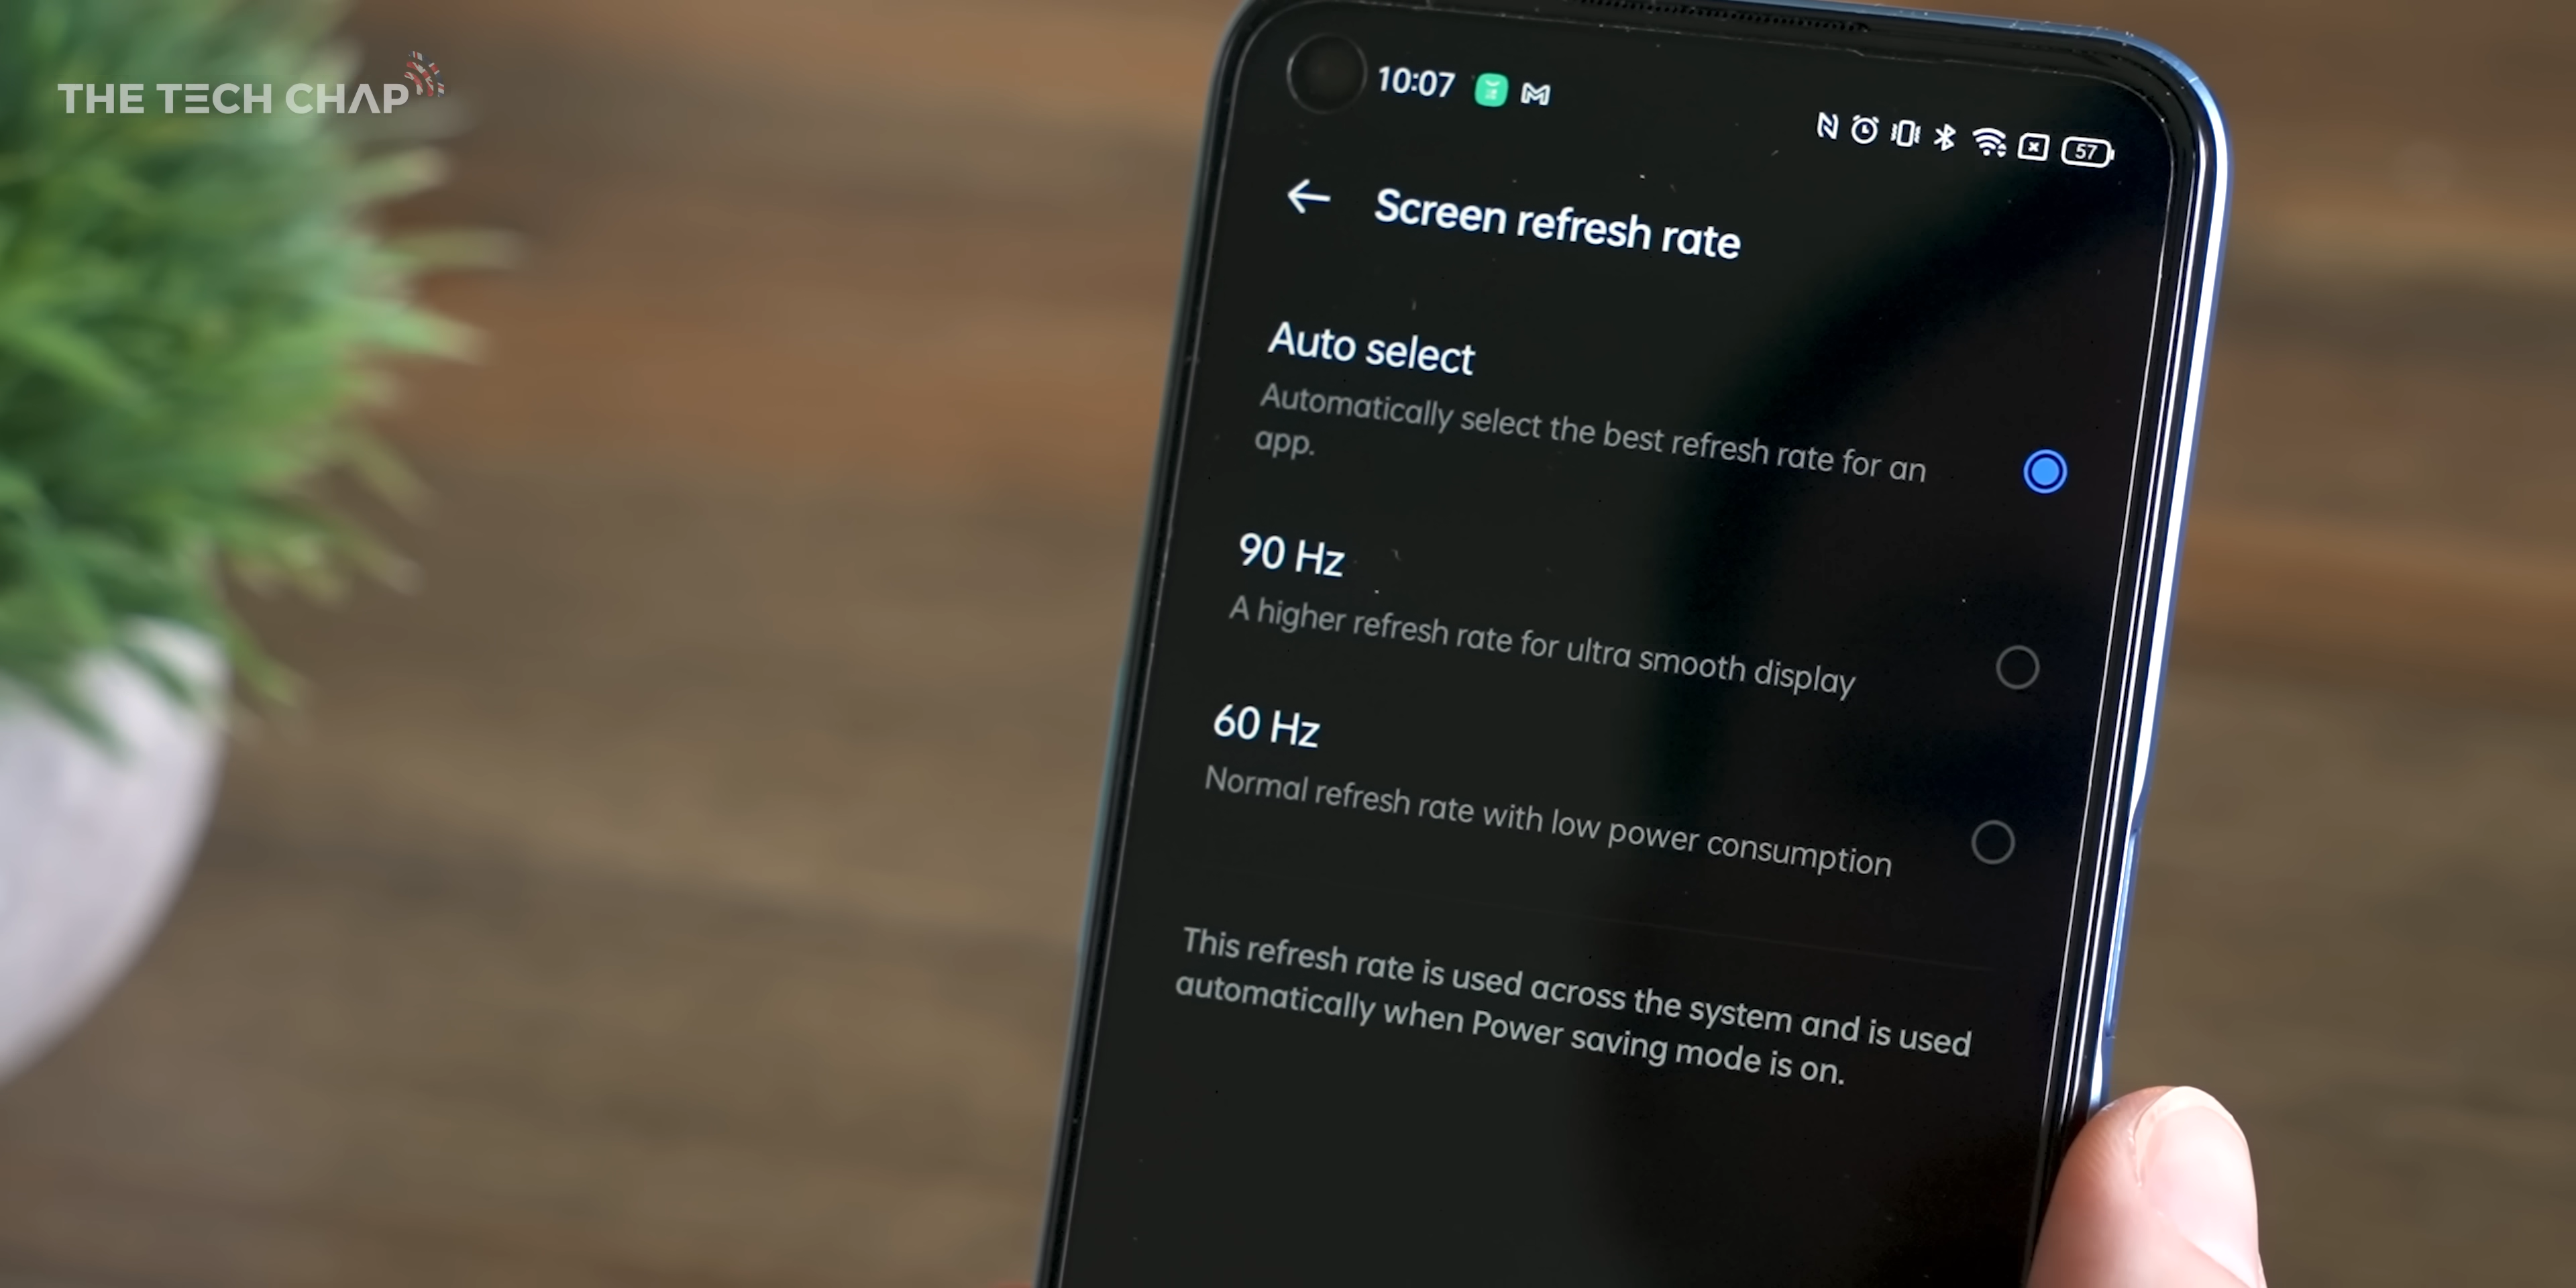 THE TECH CHAP
10:07
57
Screen refresh rate
Auto select
Automatically select the best refresh rate for an
app.
90 Hz
A higher refresh rate for ultra smooth display
60 Hz
Normal refresh rate with low power consumption
This refresh rate is used across the system and is used
automatically when Power saving mode is on.